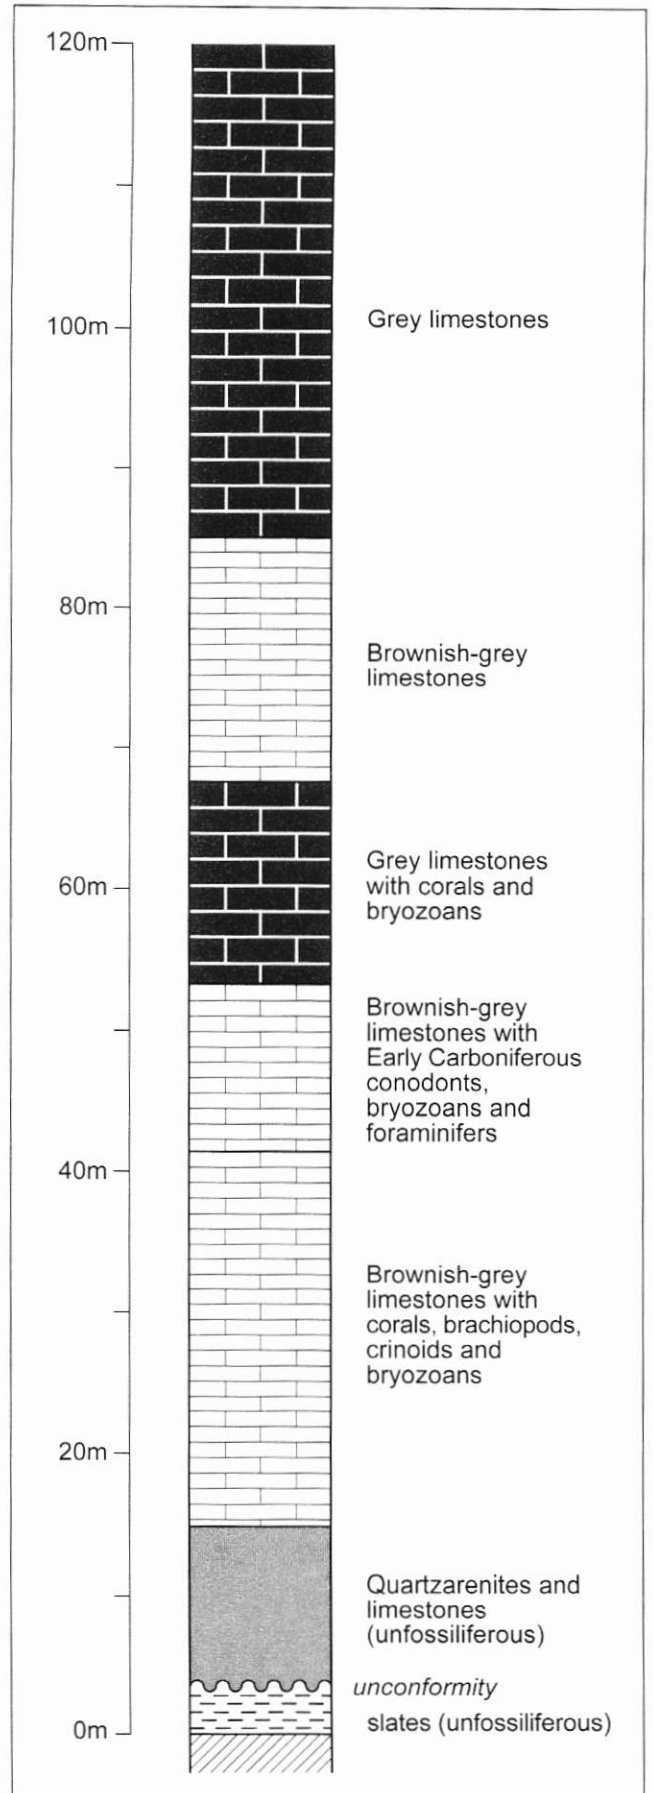 120m
100m
Grey limestones
80m
Brownish-grey
limestones
60m
Grey limestones
with corals and
bryozoans
Brownish-grey
limestones with
Early Carboniferous
conodonts,
bryozoans and
foraminifers
40m
Brownish-grey
limestones with
corals, brachiopods,
crinoids and
bryozoans
20m
Quartzarenites and
limestones
(unfossiliferous)
unconformity
slates (unfossiliferous)
0m